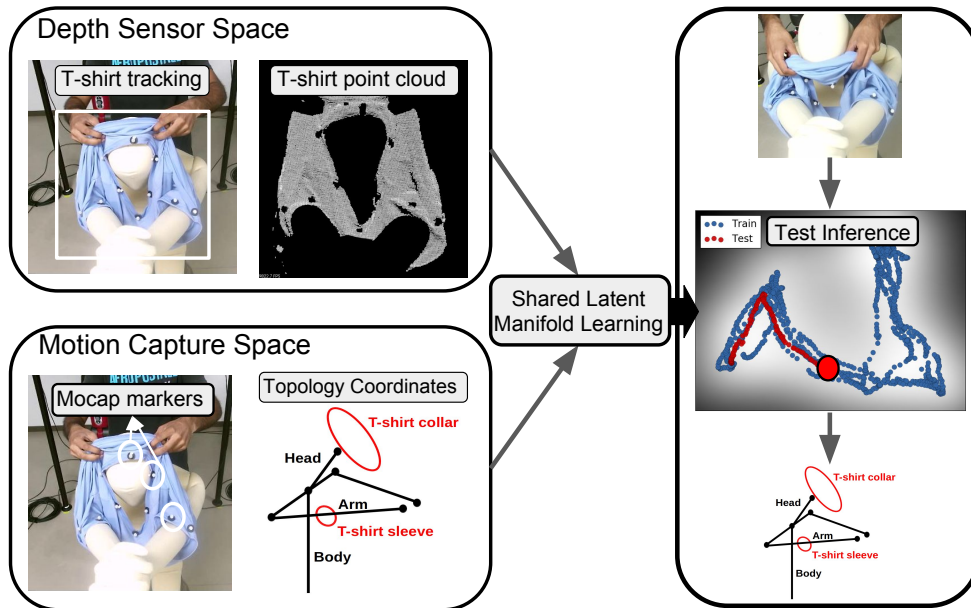 Depth Sensor Space
T-shirt tracking
T-shirt point cloud
Motion Capture Space
Mocap markers
Topology Coordinates
T-shirt collar
Head
Arm
T-shirt sleeve
Body
Shared Latent
Manifold Learning
Train
Test
Test Inference
T-shirt collar
Head
Arm
T-shirt sleeve
Body